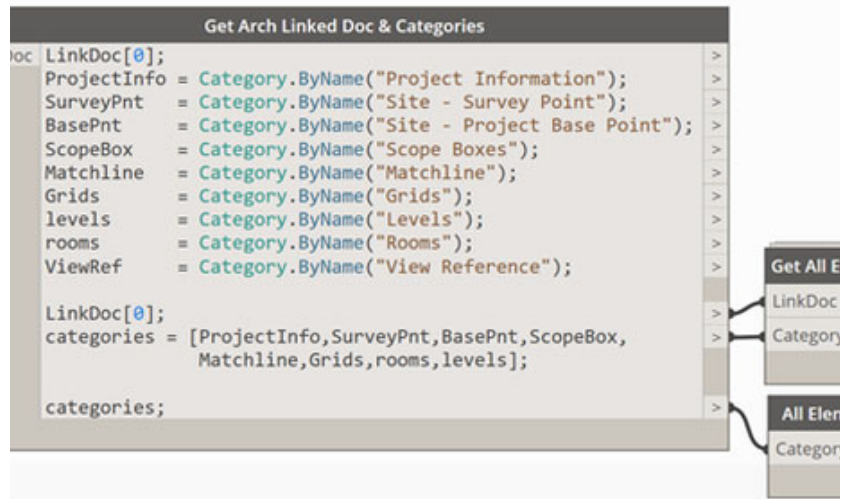 Get Arch Linked Doc & Categories
LinkDoc[0];
ProjectInfo = Category.ByName("Project Information");
SurveyPnt = Category.ByName("Site - Survey Point");
BasePnt = Category.ByName("Site - Project Base Point");
ScopeBox = Category.ByName("Scope Boxes");
Matchline = Category.ByName("Matchline");
Grids = Category.ByName("Grids");
levels = Category.ByName("Levels");
rooms = Category.ByName("Rooms");
ViewRef = Category.ByName("View Reference");
LinkDoc[0];
categories = [ProjectInfo,SurveyPnt,BasePnt,ScopeBox,
Matchline,Grids,rooms,levels];
categories;
Get All E
LinkDoc
Category
All Elem
Categor